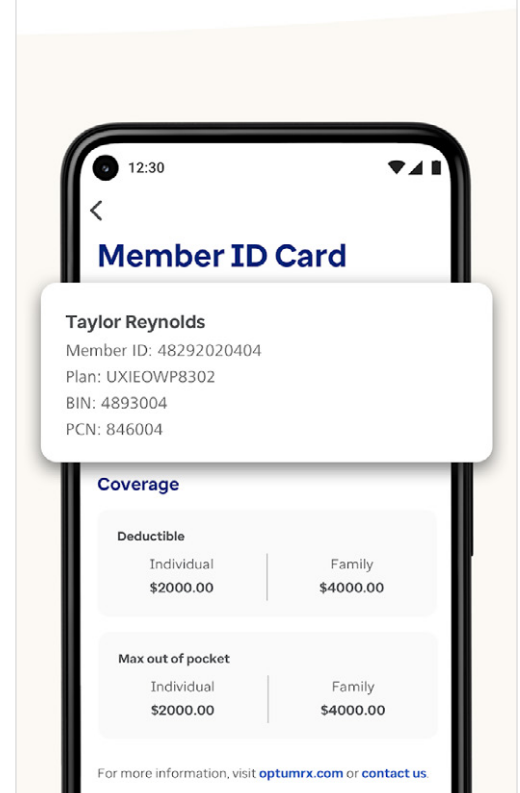 12:30
Member ID Card
Taylor Reynolds
Member ID: 48292020404
Plan: UXIEOWP8302
BIN: 4893004
PCN: 846004
Coverage
Deductible
Individual
Family
$2000.00
$4000.00
Max out of pocket
Individual
Family
$2000.00
$4000.00
For more information, visit optumrx.com or contact us.